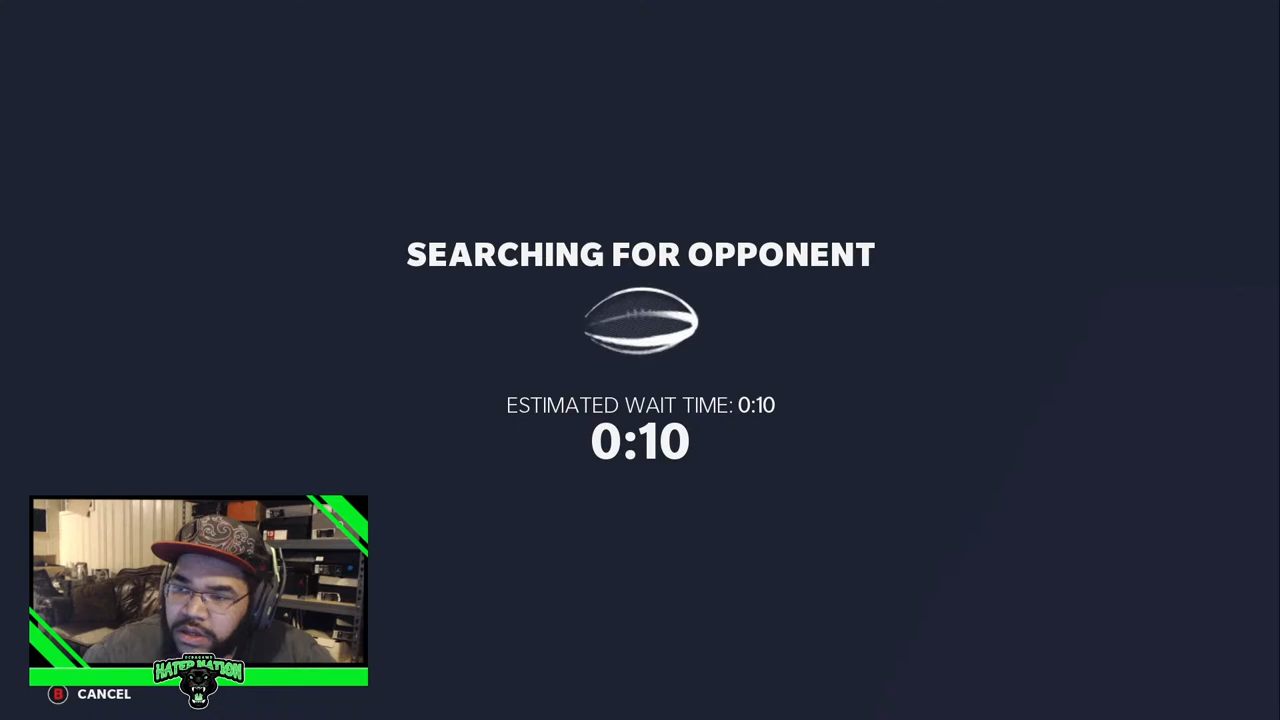 SEARCHING FOR OPPONENT
ESTIMATED WAIT TIME: 0:10
0:10
HATER NATION
B CANCEL